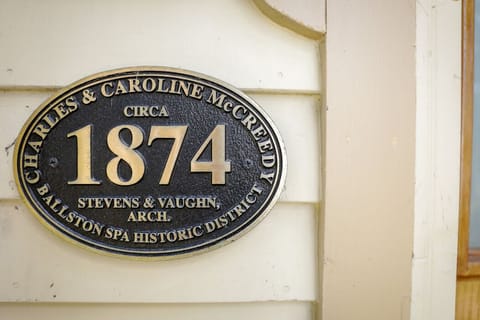 CHARLES & CAROLINE McCREEDY
CIRCA
1874
STEVENS & VAUGHN,
ARCH.
BALLSTON SPA HISTORIC DISTRICT